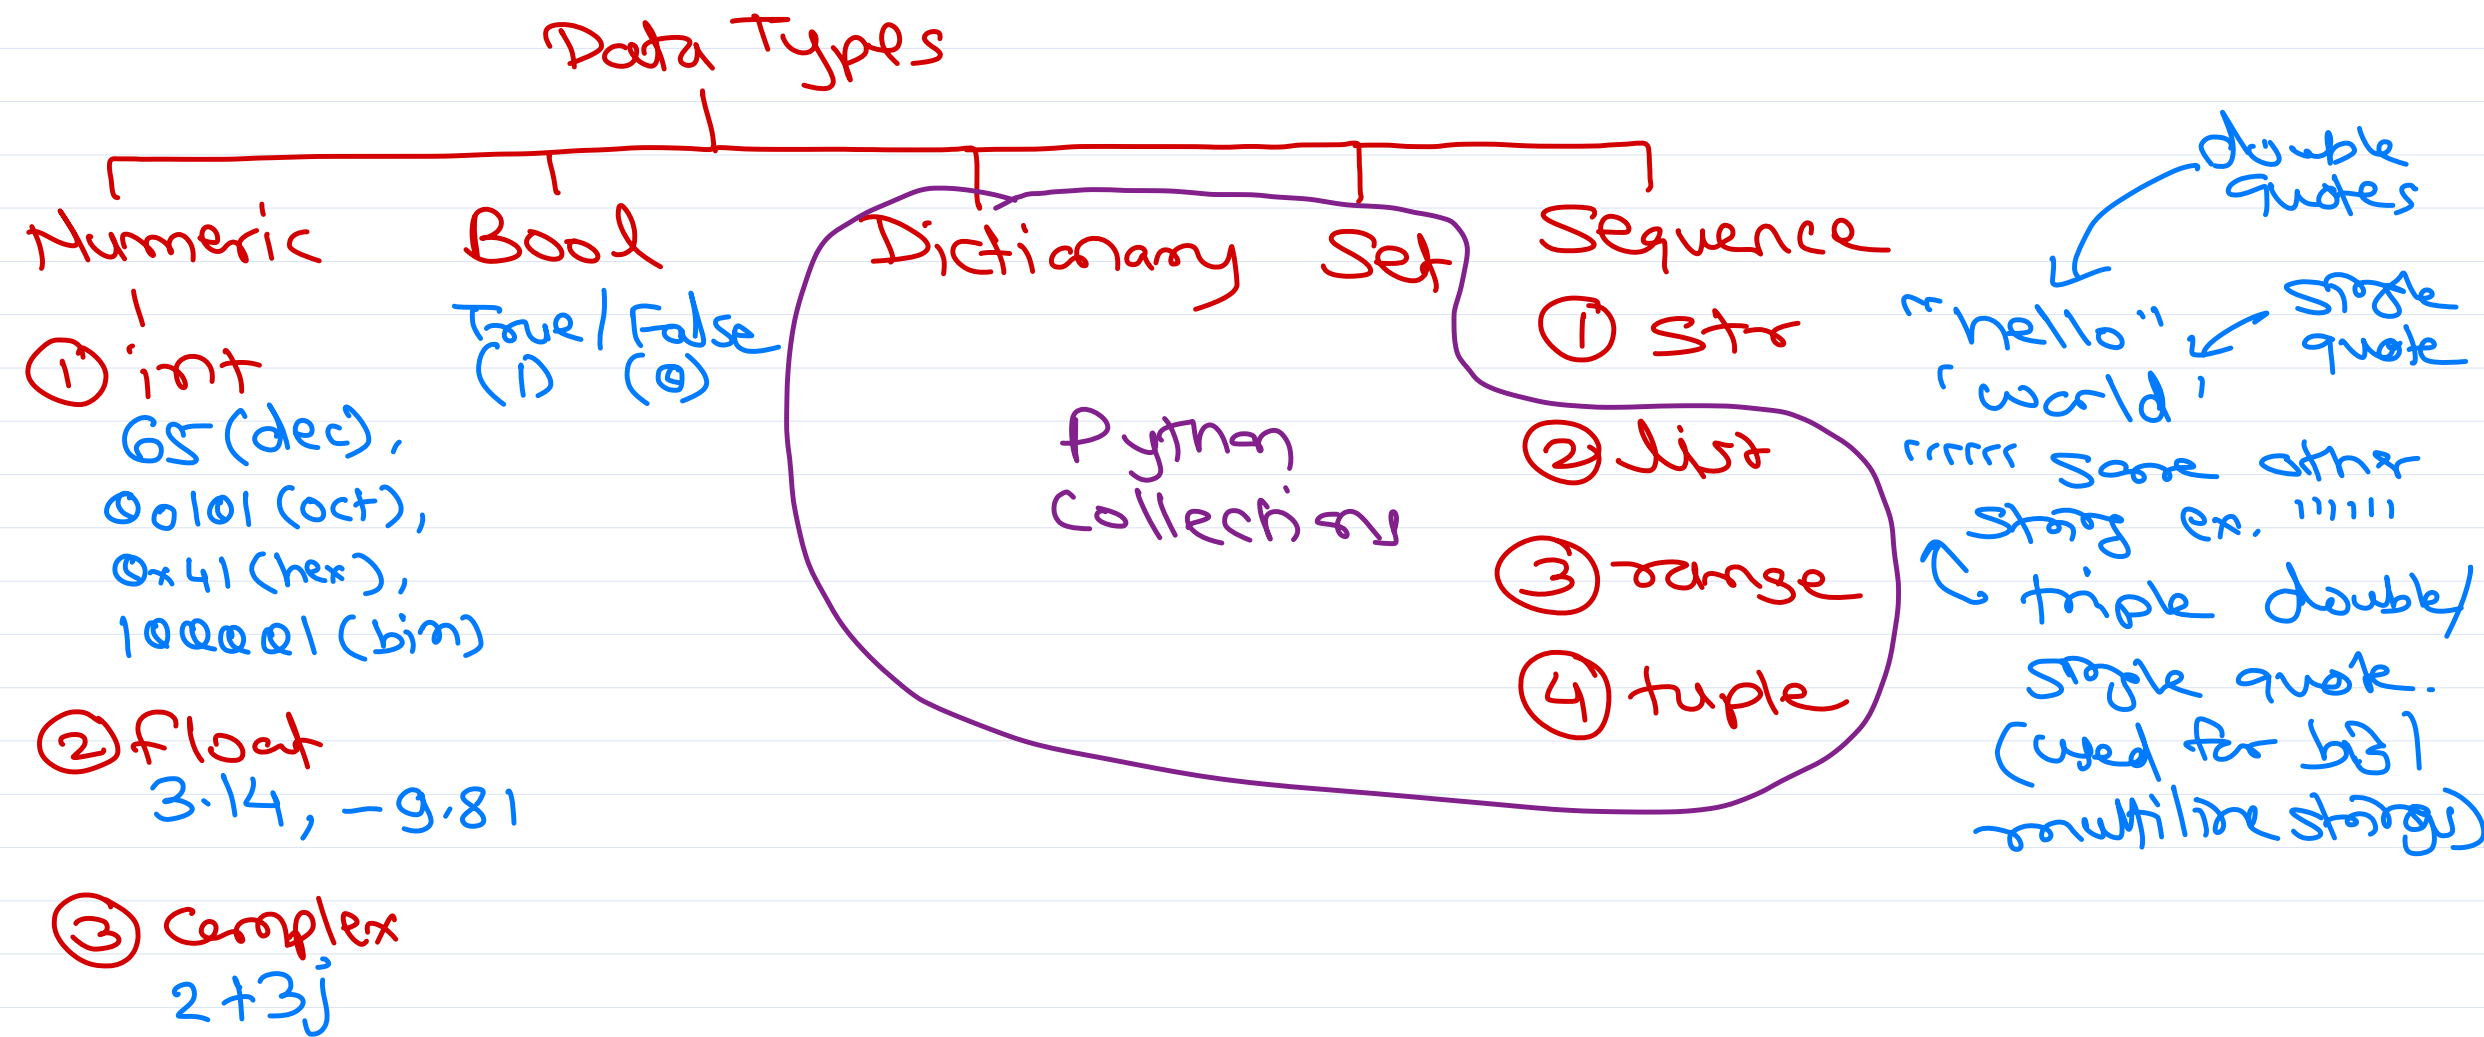 Data Types
Numeric Bool Dictionary Set Sequence
① int
65 (dec),
0o101 (oct),
0x41 (hex),
1000001 (bin)
② float
3.14, -9.81
③ Complex
2+3j
True/False
(1) (0)
Python
Collections
① str
② list
③ range
④ tuple
double
quotes
"hello"
single
quote
'world'
""" Some other
string ex. """
triple double/
single quote.
(used for big
multiline strings)